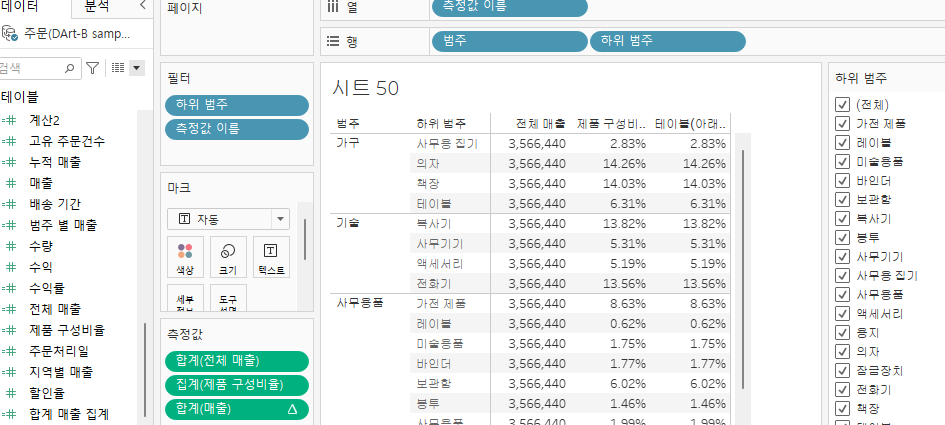 데이터 분석
주문(DArt-B samp...
검색
테이블
계산2
고유 주문건수
누적 매출
매출
배송 기간
범주 별 매출
수량
수익
수익률
전체 매출
제품 구성비율
주문처리일
지역별 매출
할인율
합계 매출 집계
페이지
필터
하위 범주
측정값 이름
마크
자동
색상 크기 텍스트
세부 도구
측정값
합계(전체 매출)
집계(제품 구성비율)
합계(매출) Δ
열 측정값 이름
행 범주 하위 범주
시트 50
범주 하위 범주 전체 매출 제품 구성비.. 테이블(아래..
가구 사무용 집기 3,566,440 2.83% 2.83%
의자 3,566,440 14.26% 14.26%
책장 3,566,440 14.03% 14.03%
테이블 3,566,440 6.31% 6.31%
기술 복사기 3,566,440 13.82% 13.82%
사무기기 3,566,440 5.31% 5.31%
액세서리 3,566,440 5.19% 5.19%
전화기 3,566,440 13.56% 13.56%
사무용품 가전 제품 3,566,440 8.63% 8.63%
레이블 3,566,440 0.62% 0.62%
미술용품 3,566,440 1.75% 1.75%
바인더 3,566,440 1.77% 1.77%
보관함 3,566,440 6.02% 6.02%
봉투 3,566,440 1.46% 1.46%
사무용품 3,566,440 1.99% 1.99%
하위 범주
(전체)
가전 제품
레이블
미술용품
바인더
보관함
복사기
봉투
사무기기
사무용 집기
사무용품
액세서리
용지
의자
잠금장치
전화기
책장
테이블